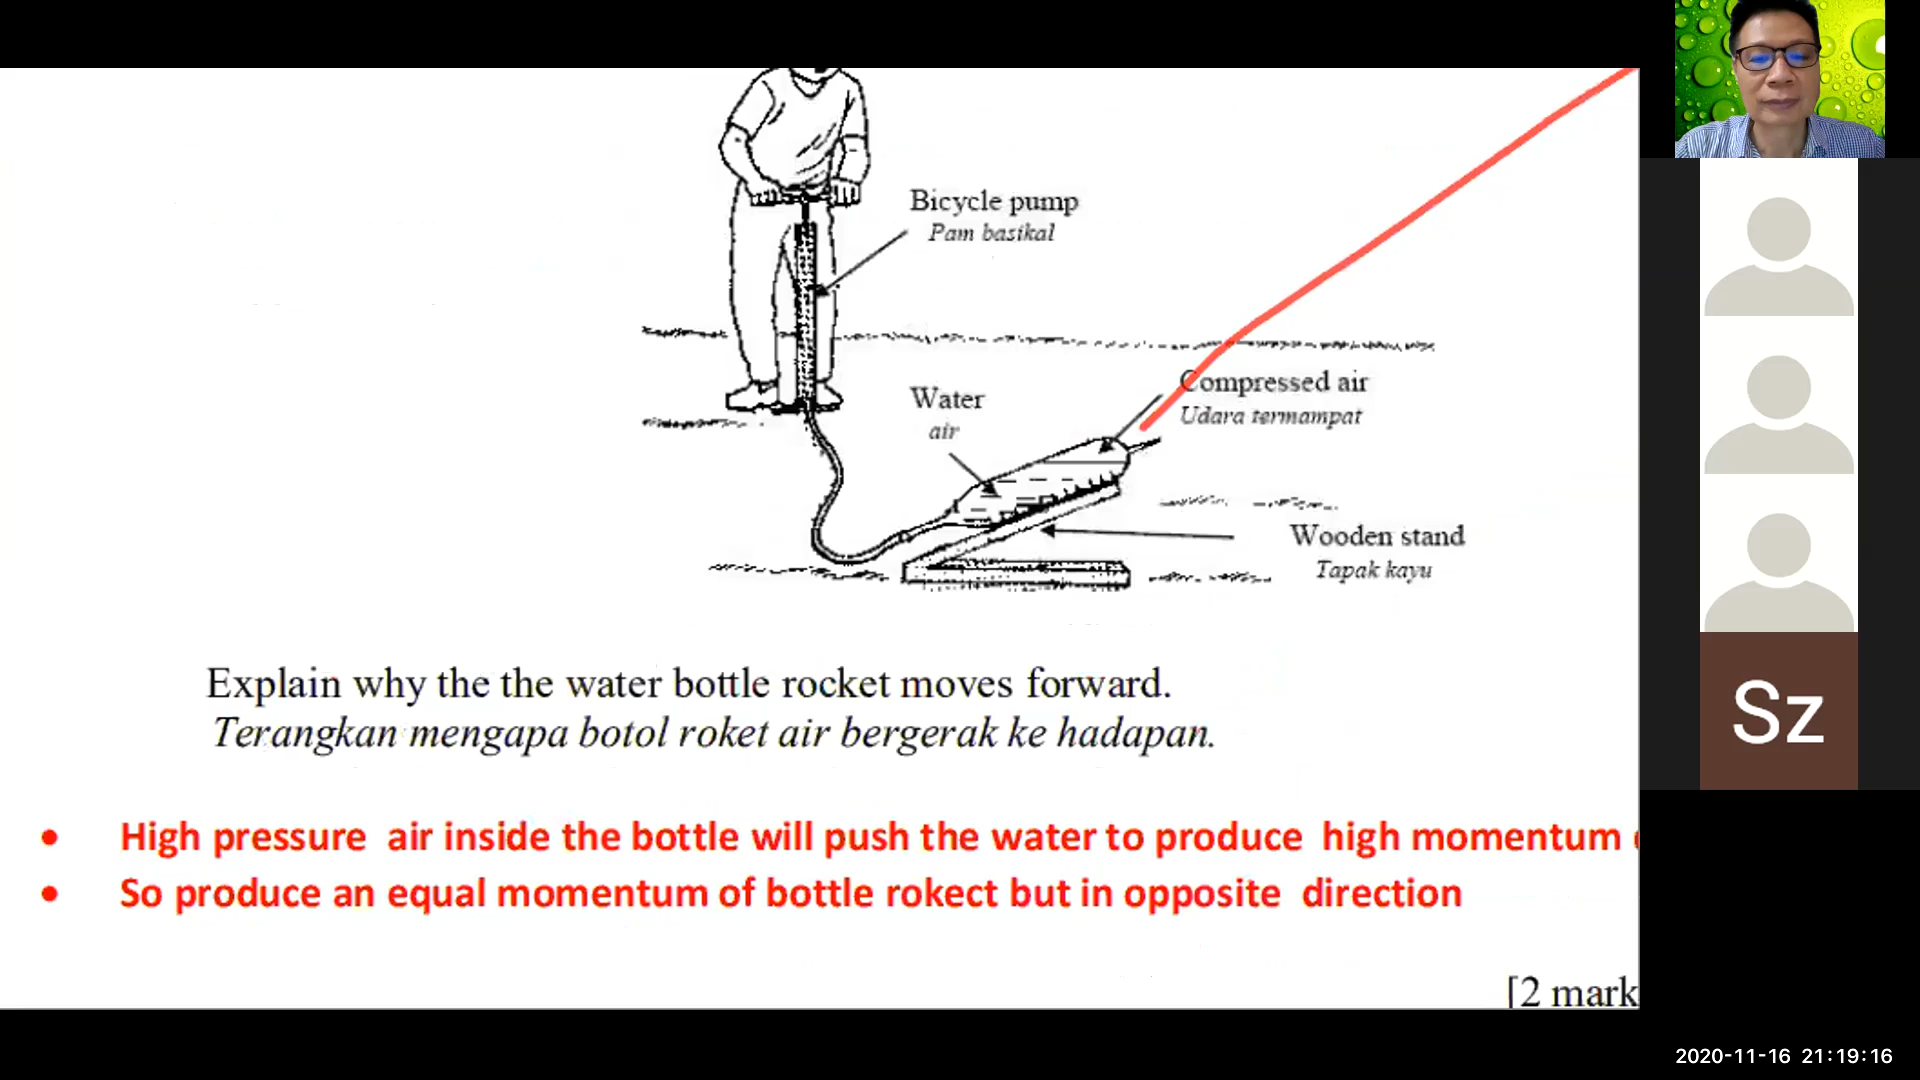 Bicycle pump
Pam basikal
Compressed air
Udara termampat
Water
air
Wooden stand
Tapak kayu
Explain why the the water bottle rocket moves forward.
Terangkan mengapa botol roket air bergerak ke hadapan.
• High pressure air inside the bottle will push the water to produce high momentum
• So produce an equal momentum of bottle rokect but in opposite direction
[2 mark
Sz
2020-11-16 21:19:16